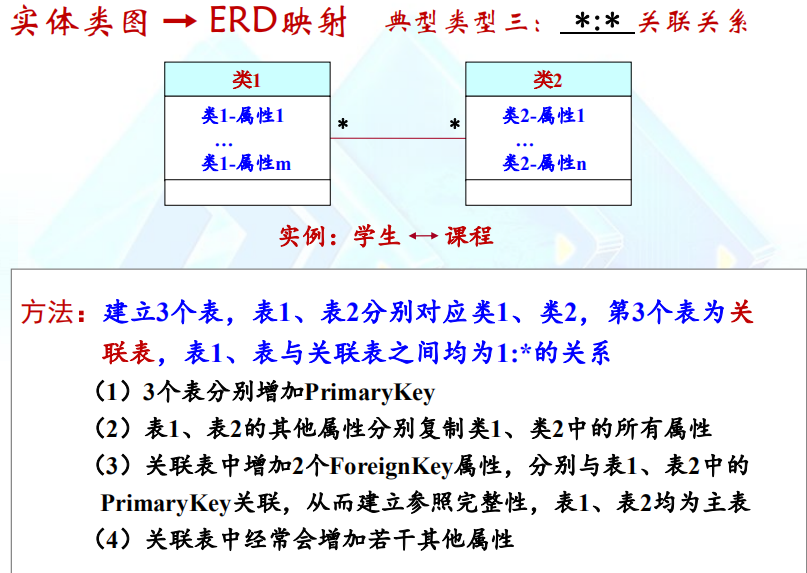 实体类图 → ERD映射 典型类型三： *:* 关联关系
类1
类2
类1-属性1
…
类1-属性m
*
*
类2-属性1
…
类2-属性n
实例：学生 ↔ 课程
方法：建立3个表，表1、表2分别对应类1、类2，第3个表为关
联表，表1、表与关联表之间均为1:*的关系
（1）3个表分别增加PrimaryKey
（2）表1、表2的其他属性分别复制类1、类2中的所有属性
（3）关联表中增加2个ForeignKey属性，分别与表1、表2中的
PrimaryKey关联，从而建立参照完整性，表1、表2均为主表
（4）关联表中经常会增加若干其他属性